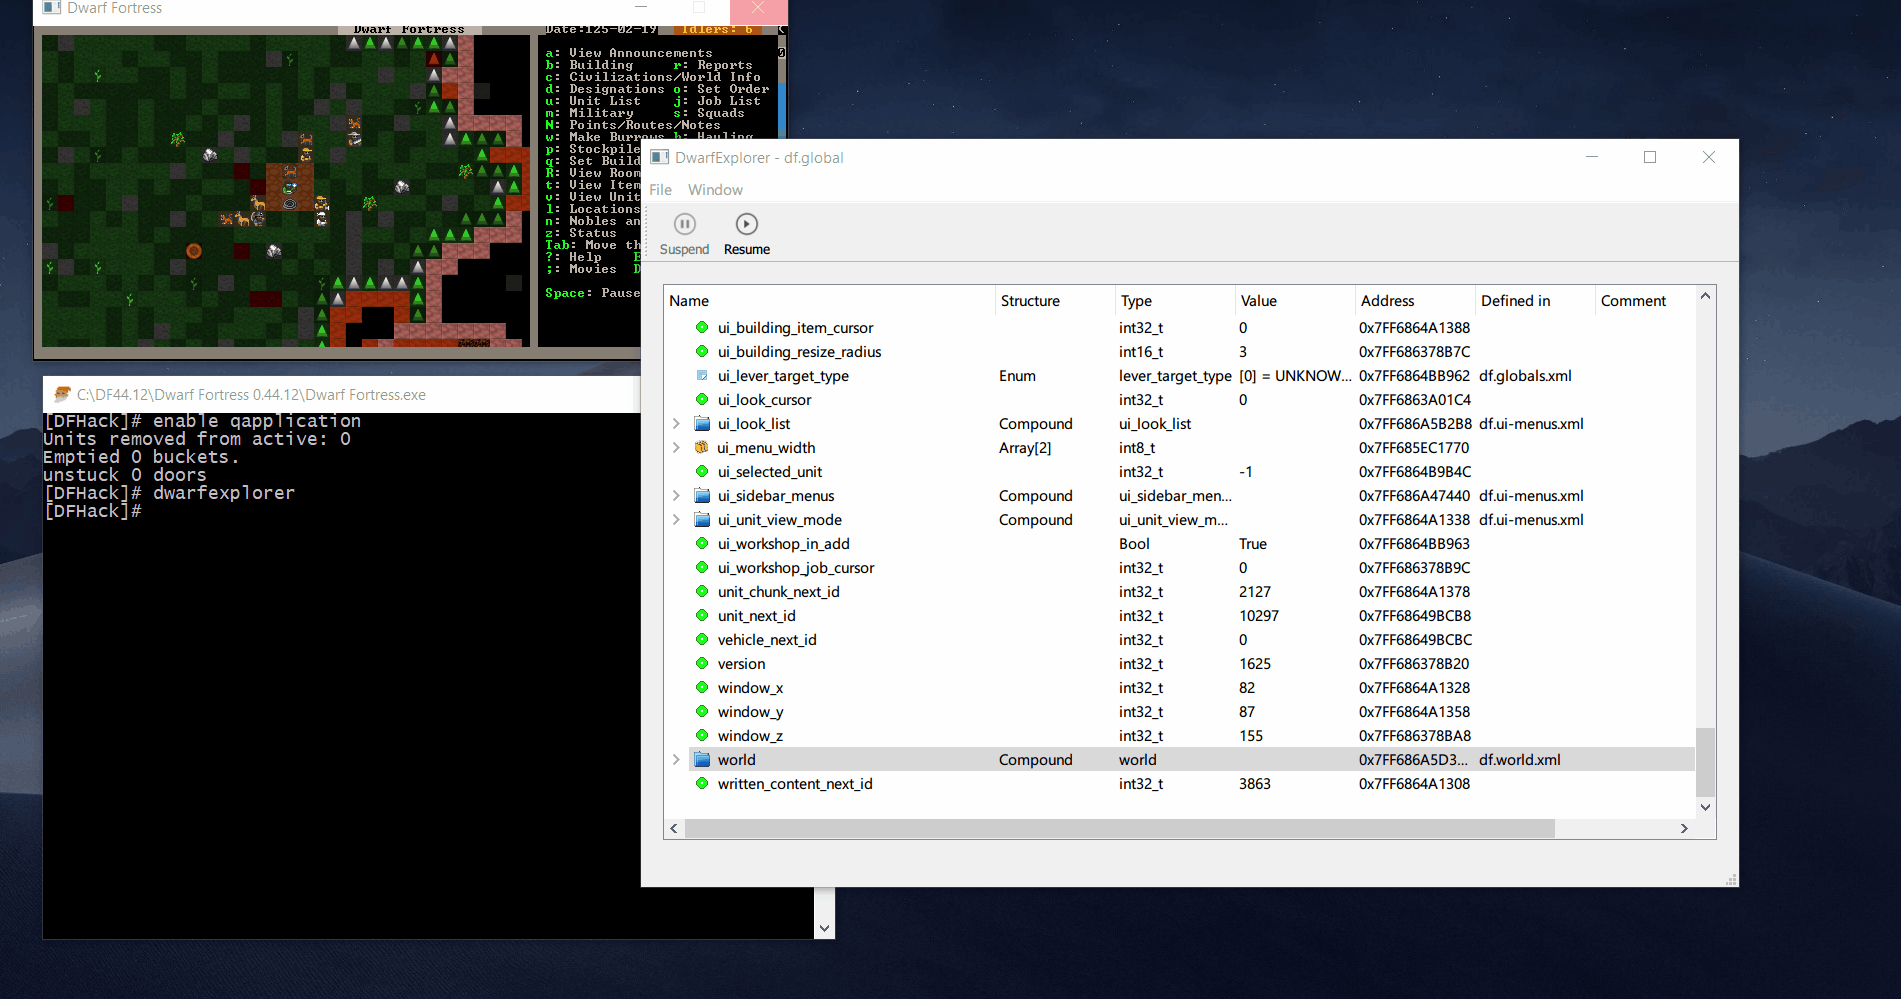 Dwarf Fortress
Dwarf Fortress
Date:125-02-19 Idlers: 6
a: View Announcements
b: Building r: Reports
c: Civilizations/World Info
d: Designations o: Set Order
u: Unit List j: Job List
m: Military s: Squads
N: Points/Routes/Notes
w: Make Burrows h: Hauling
p: Stockpile
q: Set Build
R: View Room
t: View Item
v: View Unit
l: Locations
n: Nobles an
z: Status
Tab: Move th
?: Help E
;: Movies D
Space: Pause
C:\DF44.12\Dwarf Fortress 0.44.12\Dwarf Fortress.exe
[DFHack]# enable qapplication
Units removed from active: 0
Emptied 0 buckets.
unstuck 0 doors
[DFHack]# dwarfexplorer
[DFHack]#
DwarfExplorer - df.global
File Window
Suspend Resume
Name Structure Type Value Address Defined in Comment
ui_building_item_cursor int32_t 0 0x7FF6864A1388
ui_building_resize_radius int16_t 3 0x7FF686378B7C
ui_lever_target_type Enum lever_target_type [0] = UNKNOW... 0x7FF6864BB962 df.globals.xml
ui_look_cursor int32_t 0 0x7FF6863A01C4
ui_look_list Compound ui_look_list 0x7FF686A5B2B8 df.ui-menus.xml
ui_menu_width Array[2] int8_t 0x7FF685EC1770
ui_selected_unit int32_t -1 0x7FF6864B9B4C
ui_sidebar_menus Compound ui_sidebar_men... 0x7FF686A47440 df.ui-menus.xml
ui_unit_view_mode Compound ui_unit_view_m... 0x7FF6864A1338 df.ui-menus.xml
ui_workshop_in_add Bool True 0x7FF6864BB963
ui_workshop_job_cursor int32_t 0 0x7FF686378B9C
unit_chunk_next_id int32_t 2127 0x7FF6864A1378
unit_next_id int32_t 10297 0x7FF68649BCB8
vehicle_next_id int32_t 0 0x7FF68649BCBC
version int32_t 1625 0x7FF686378B20
window_x int32_t 82 0x7FF6864A1328
window_y int32_t 87 0x7FF6864A1358
window_z int32_t 155 0x7FF686378BA8
world Compound world 0x7FF686A5D3... df.world.xml
written_content_next_id int32_t 3863 0x7FF6864A1308